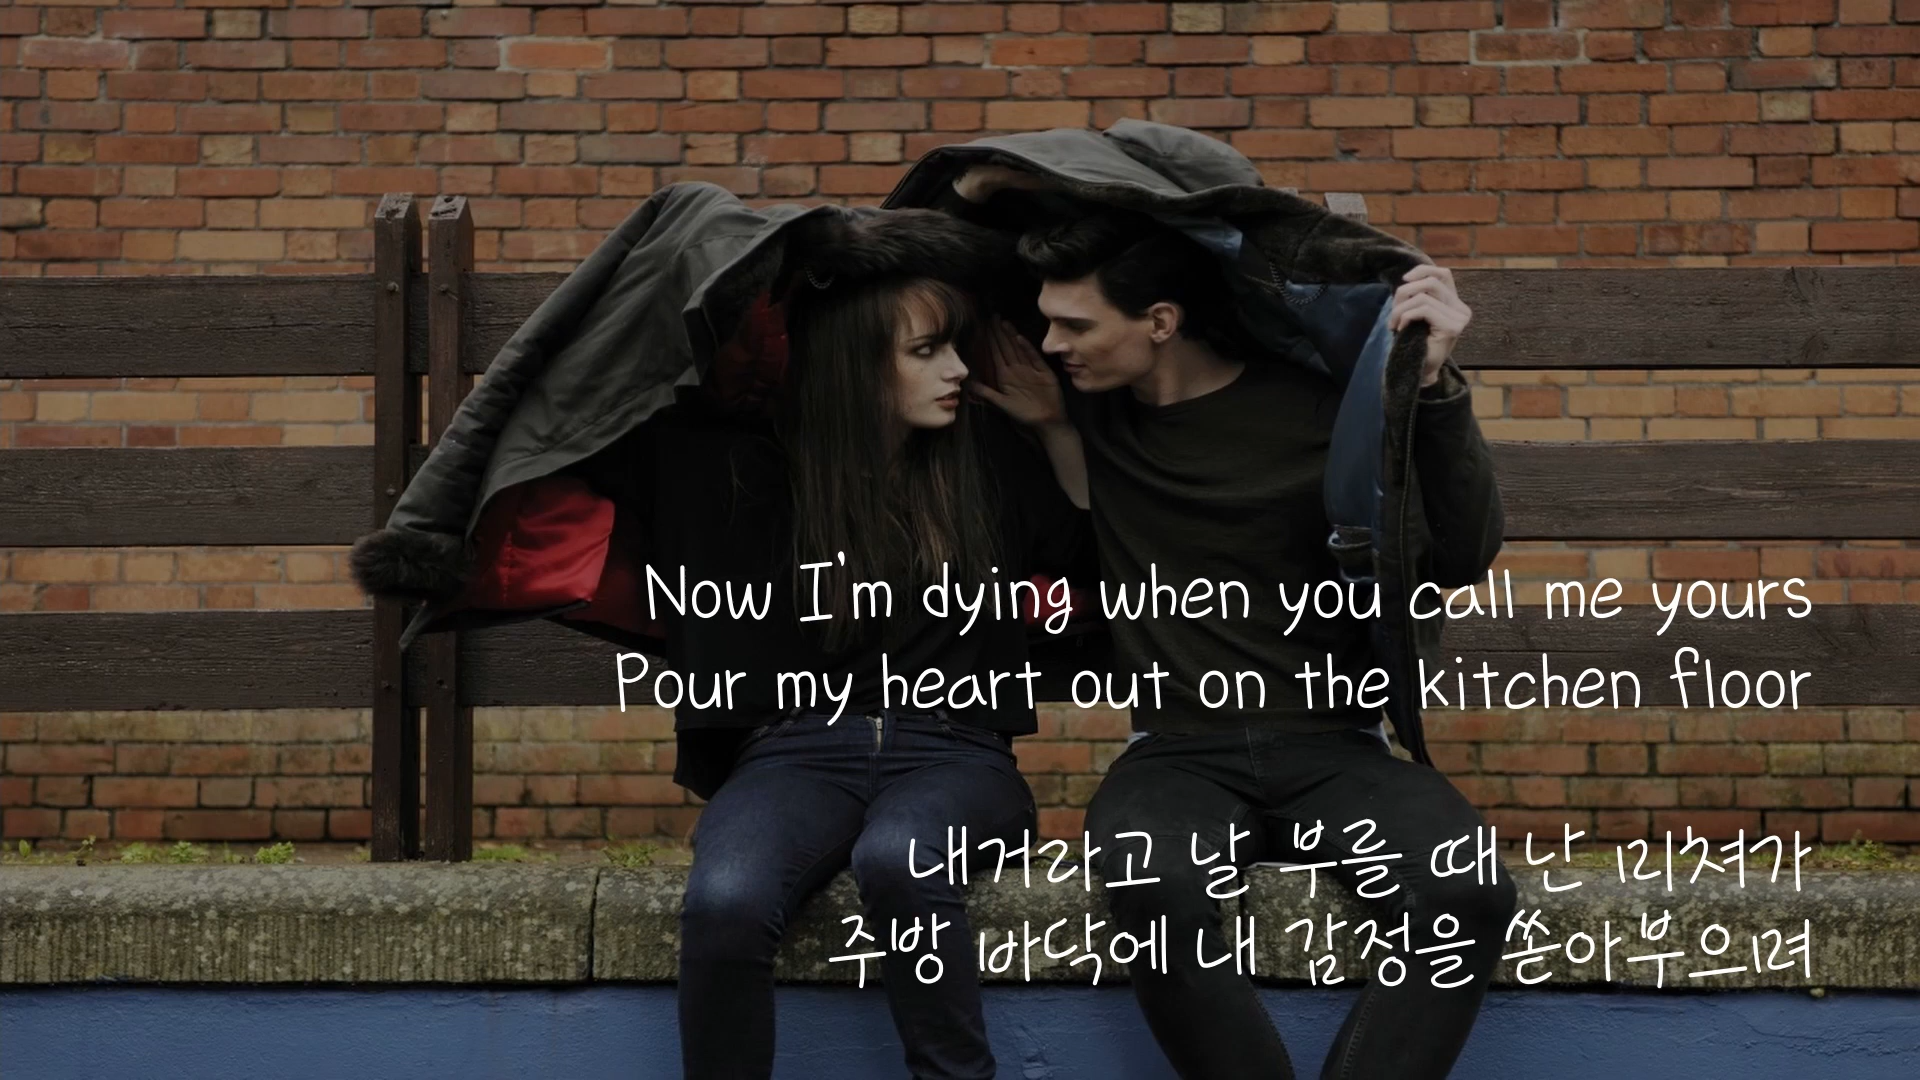 Now I'm dying when you call me yours
Pour my heart out on the kitchen floor
내거라고 날 부를 때 난 미쳐가
주방 바닥에 내 감정을 쏟아부으려